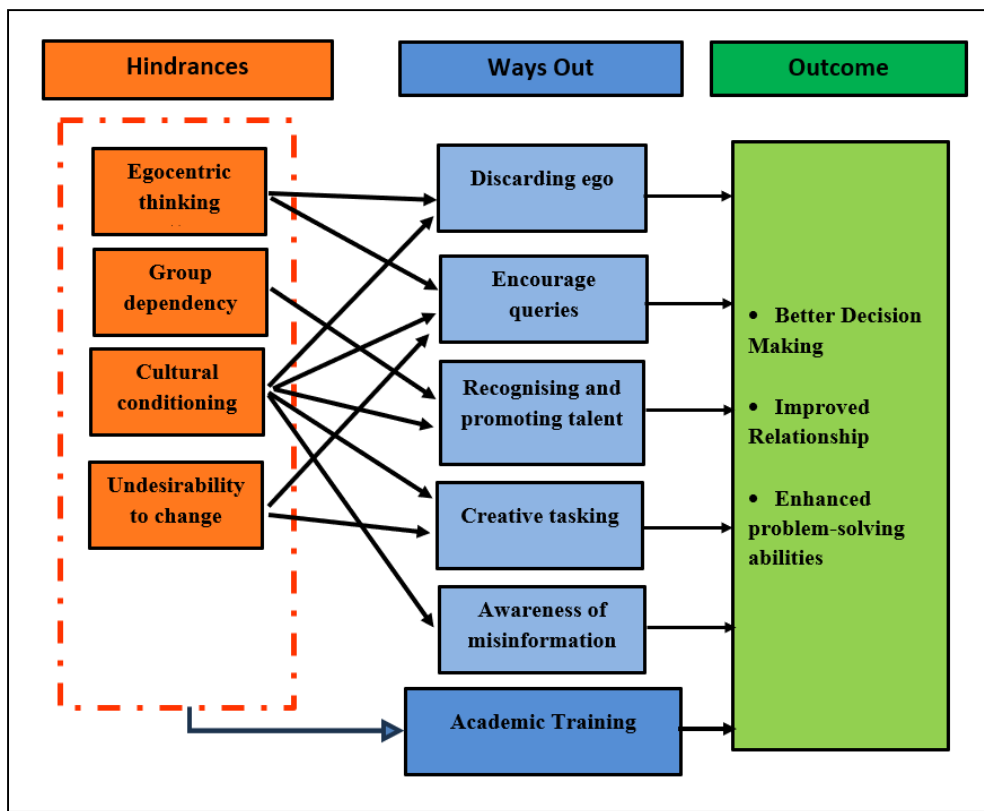 Hindrances
Ways Out
Outcome
Egocentric
thinking
Group
dependency
Cultural
conditioning
Undesirability
to change
Discarding ego
Encourage
queries
Recognising and
promoting talent
Creative tasking
Awareness of
misinformation
Academic Training
• Better Decision
Making
• Improved
Relationship
• Enhanced
problem-solving
abilities